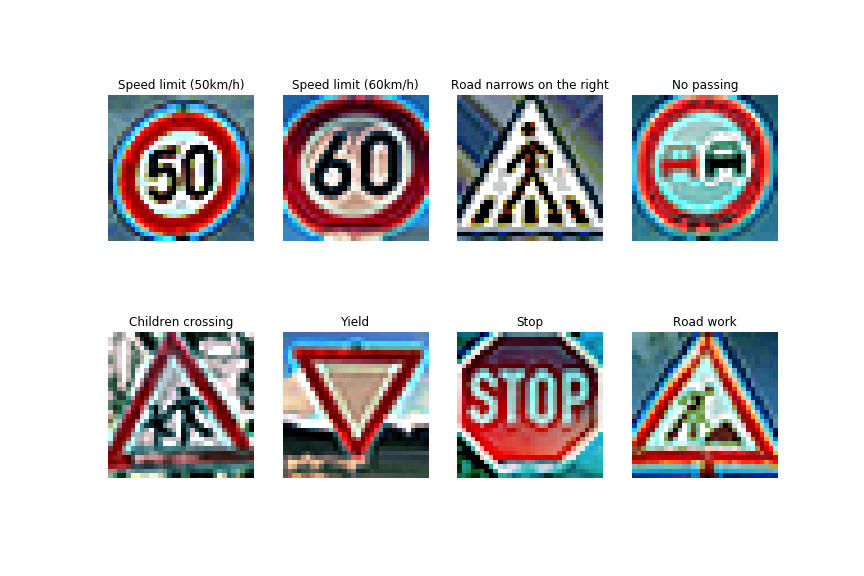 Speed limit (50km/h)
Speed limit (60km/h)
Road narrows on the right
No passing
50
60
Children crossing
Yield
Stop
Road work
STOP